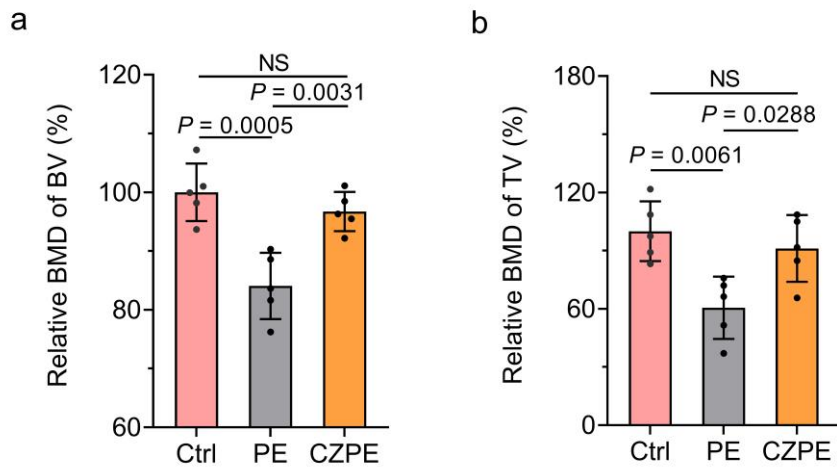 a
Relative BMD of BV (%)
120
100
80
60
NS
P = 0.0031
P = 0.0005
Ctrl PE CZPE
b
Relative BMD of TV (%)
180
120
60
0
NS
P = 0.0288
P = 0.0061
Ctrl PE CZPE